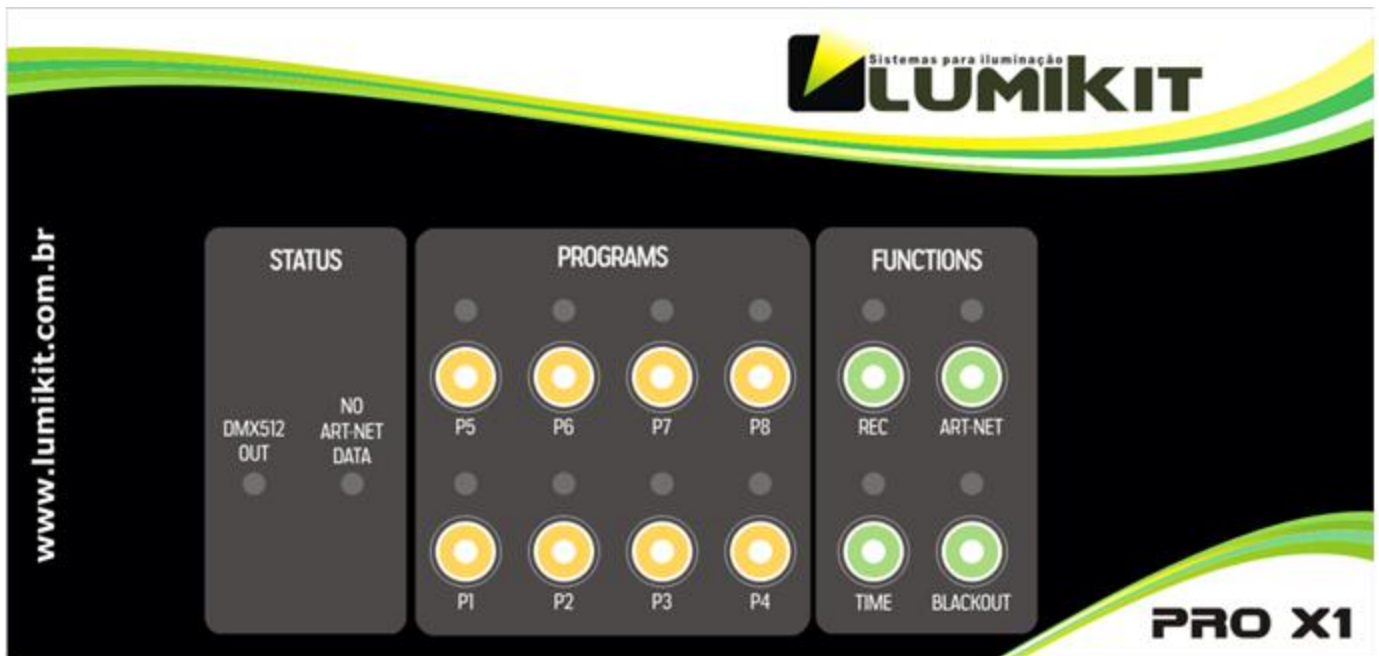 Sistemas para iluminação
LUMIKIT
www.lumikit.com.br
STATUS
DMX512
OUT
NO
ART-NET
DATA
PROGRAMS
P5 P6 P7 P8
P1 P2 P3 P4
FUNCTIONS
REC ART-NET
TIME BLACKOUT
PRO X1